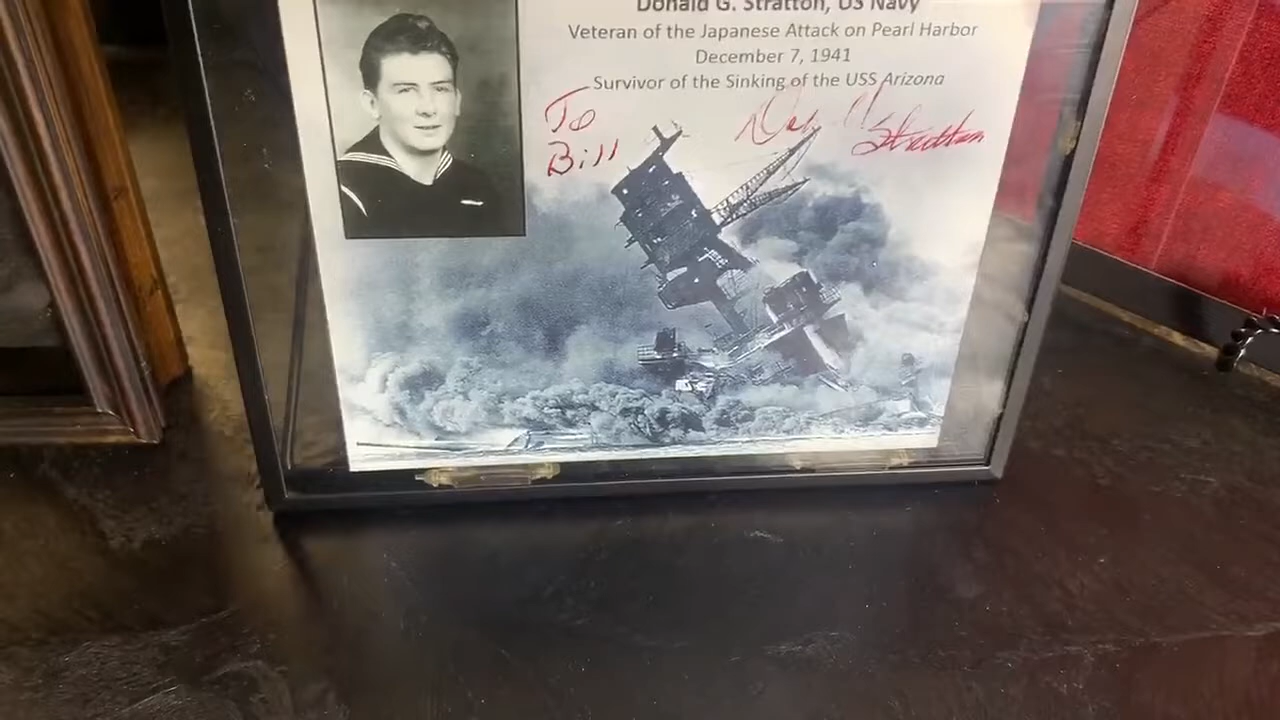 Donald G. Stratton, US Navy
Veteran of the Japanese Attack on Pearl Harbor
December 7, 1941
Survivor of the Sinking of the USS Arizona
To
Bill
Stratton